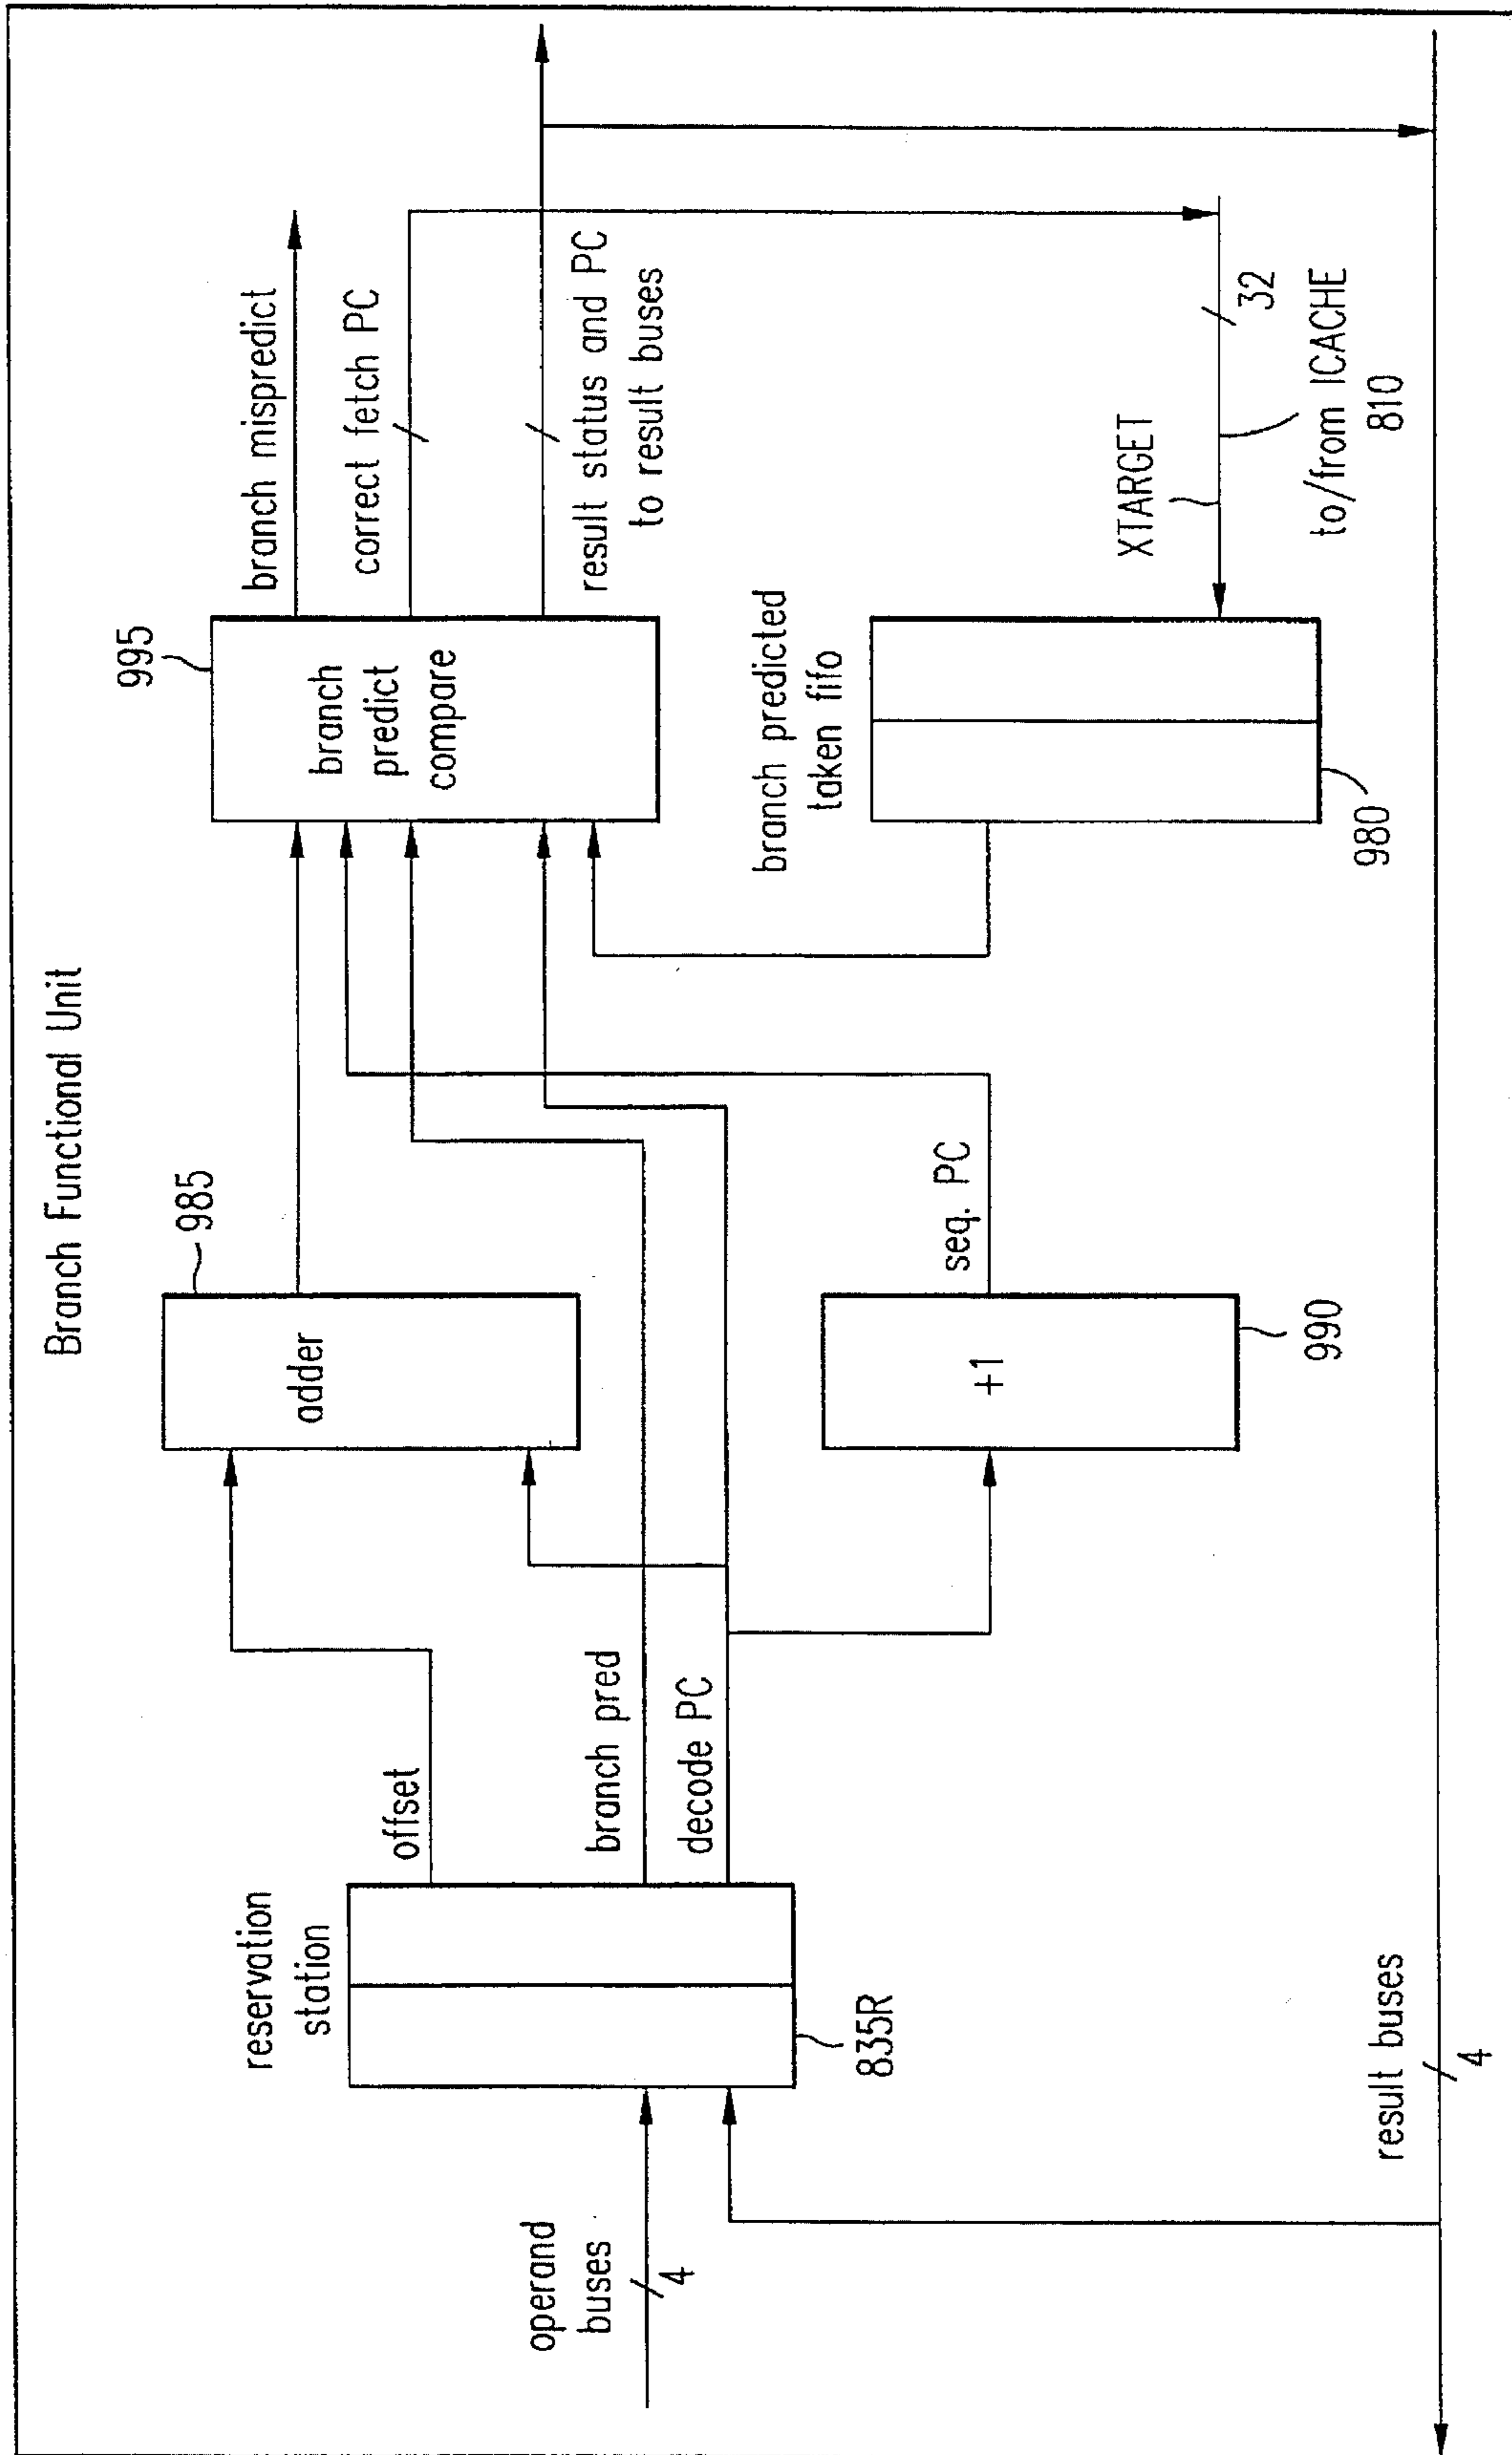 Branch Functional Unit
operand
buses
4
reservation
station
835R
offset
branch pred
decode PC
adder
985
+1
990
seq. PC
branch
predict
compare
995
branch predicted
taken fifo
980
branch mispredict
correct fetch PC
result status and PC
to result buses
XTARGET
32
to/from ICACHE
810
result buses
4